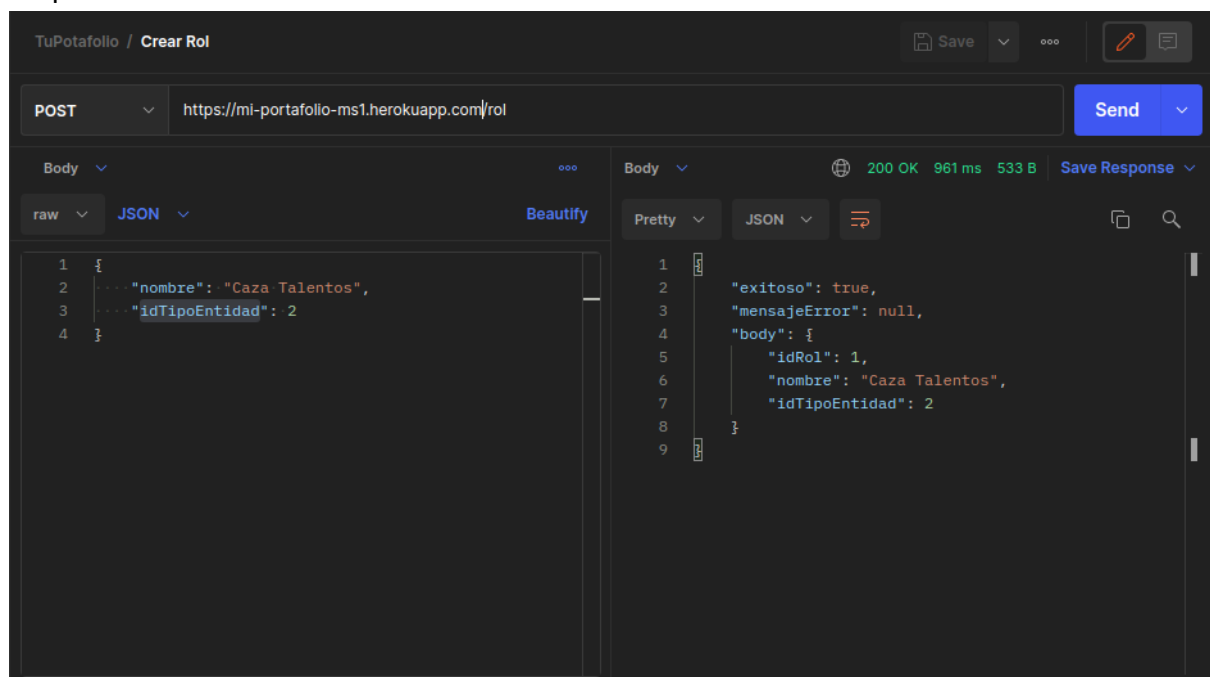 TuPotafolio / Crear Rol
Save
POST
https://mi-portafolio-ms1.herokuapp.com/rol
Send
Body
raw
JSON
Beautify
1 {
2 "nombre": "Caza Talentos",
3 "idTipoEntidad": 2
4 }
Body
200 OK 961 ms 533 B
Save Response
Pretty
JSON
1 {
2 "exitoso": true,
3 "mensajeError": null,
4 "body": {
5 "idRol": 1,
6 "nombre": "Caza Talentos",
7 "idTipoEntidad": 2
8 }
9 }